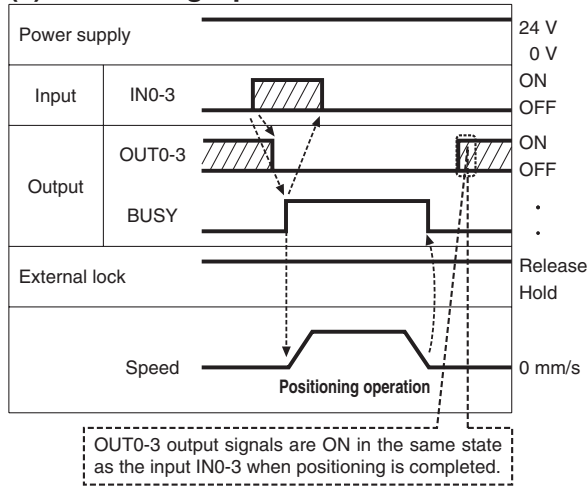 Power supply
24 V
0 V
Input
IN0-3
ON
OFF
Output
OUT0-3
ON
OFF
BUSY
External lock
Release
Hold
Speed
0 mm/s
Positioning operation
OUT0-3 output signals are ON in the same state
as the input IN0-3 when positioning is completed.